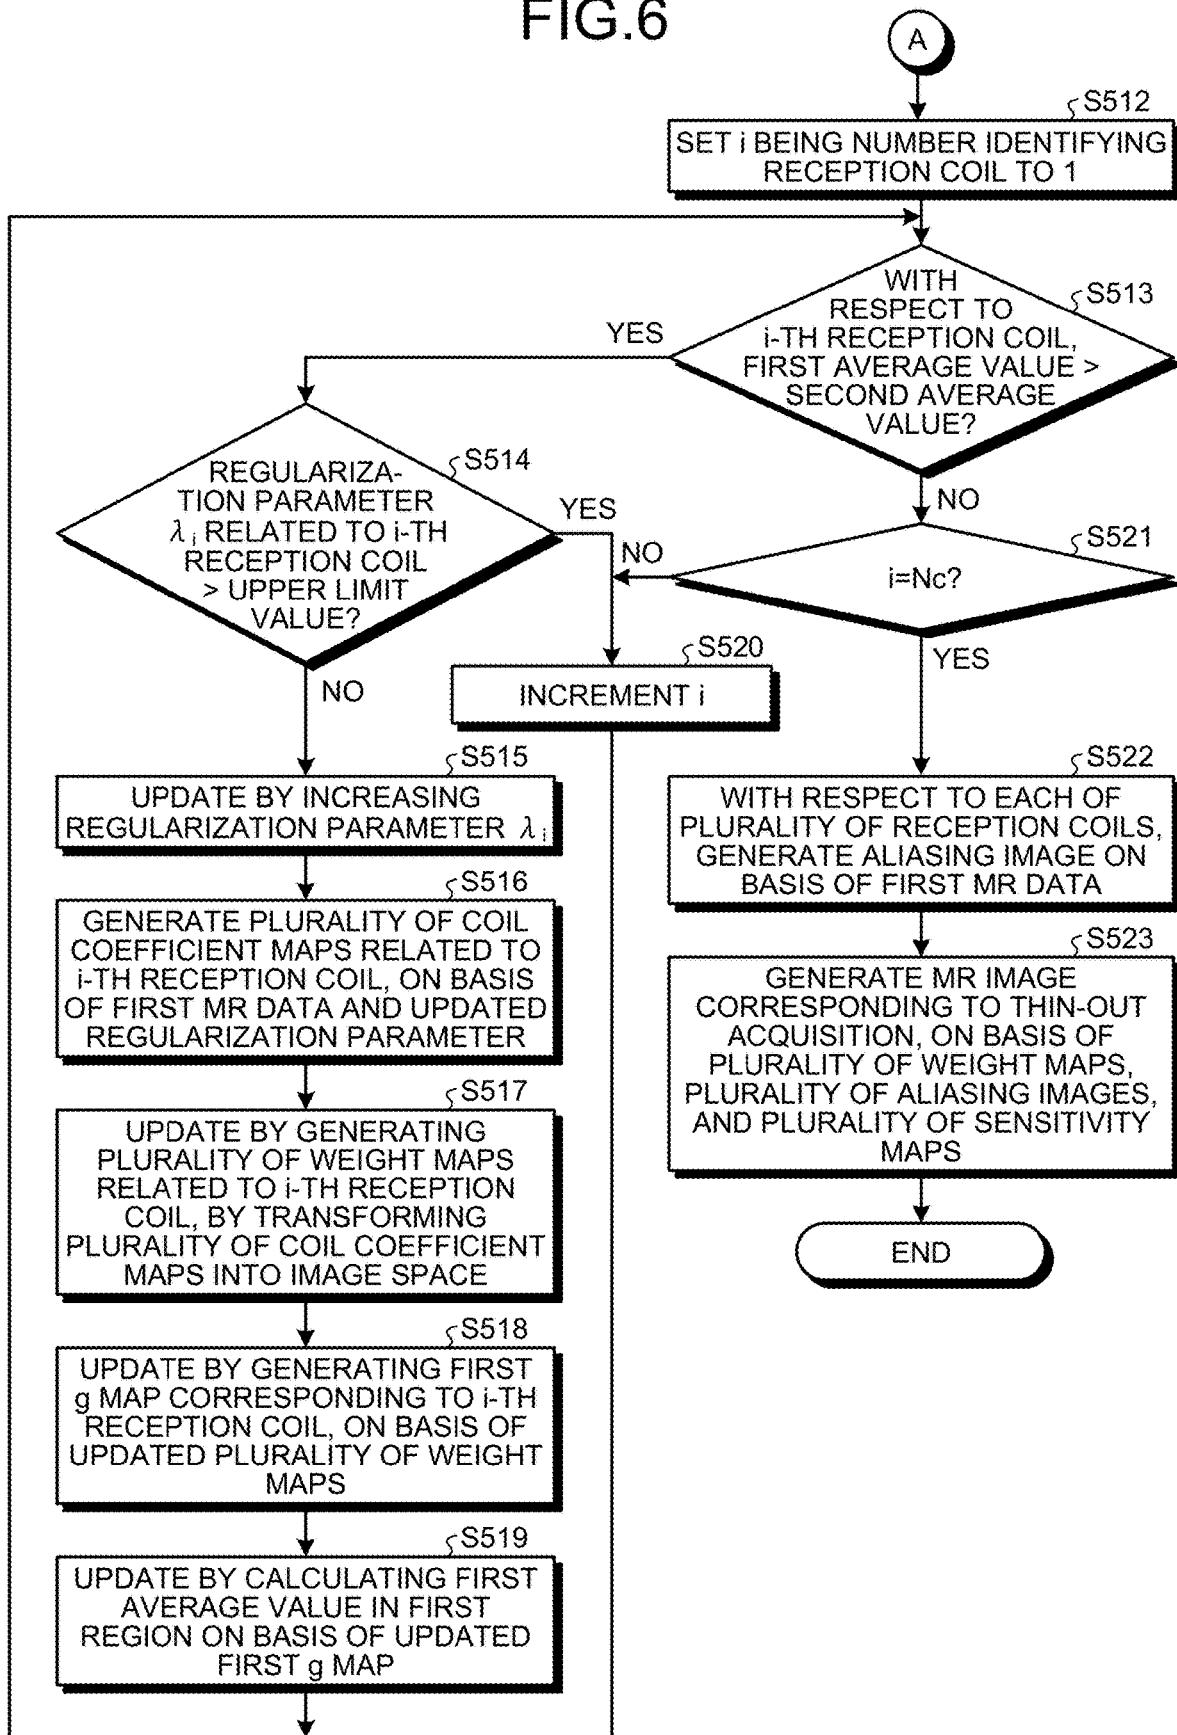 FIG.6
A
S512
SET i BEING NUMBER IDENTIFYING
RECEPTION COIL TO 1
S513
WITH
RESPECT TO
i-TH RECEPTION COIL,
FIRST AVERAGE VALUE >
SECOND AVERAGE
VALUE?
YES
NO
S514
REGULARIZA-
TION PARAMETER
λi RELATED TO i-TH
RECEPTION COIL
> UPPER LIMIT
VALUE?
YES
NO
S521
i=Nc?
NO
YES
S520
INCREMENT i
S515
UPDATE BY INCREASING
REGULARIZATION PARAMETER λi
S516
GENERATE PLURALITY OF COIL
COEFFICIENT MAPS RELATED TO
i-TH RECEPTION COIL, ON BASIS
OF FIRST MR DATA AND UPDATED
REGULARIZATION PARAMETER
S517
UPDATE BY GENERATING
PLURALITY OF WEIGHT MAPS
RELATED TO i-TH RECEPTION
COIL, BY TRANSFORMING
PLURALITY OF COIL COEFFICIENT
MAPS INTO IMAGE SPACE
S518
UPDATE BY GENERATING FIRST
g MAP CORRESPONDING TO i-TH
RECEPTION COIL, ON BASIS OF
UPDATED PLURALITY OF WEIGHT
MAPS
S519
UPDATE BY CALCULATING FIRST
AVERAGE VALUE IN FIRST
REGION ON BASIS OF UPDATED
FIRST g MAP
S522
WITH RESPECT TO EACH OF
PLURALITY OF RECEPTION COILS,
GENERATE ALIASING IMAGE ON
BASIS OF FIRST MR DATA
S523
GENERATE MR IMAGE
CORRESPONDING TO THIN-OUT
ACQUISITION, ON BASIS OF
PLURALITY OF WEIGHT MAPS,
PLURALITY OF ALIASING IMAGES,
AND PLURALITY OF SENSITIVITY
MAPS
END